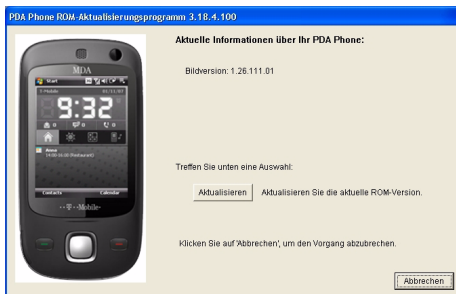 PDA Phone ROM-Aktualisierungsprogramm 3.18.4.100
Aktuelle Informationen über Ihr PDA Phone:
Bildversion: 1.26.111.01
Treffen Sie unten eine Auswahl:
Aktualisieren
Aktualisieren Sie die aktuelle ROM-Version.
Klicken Sie auf 'Abbrechen', um den Vorgang abzubrechen.
Abbrechen
MDA
Start
T-Mobile
9:32
Contacts
Calendar
··T··Mobile·